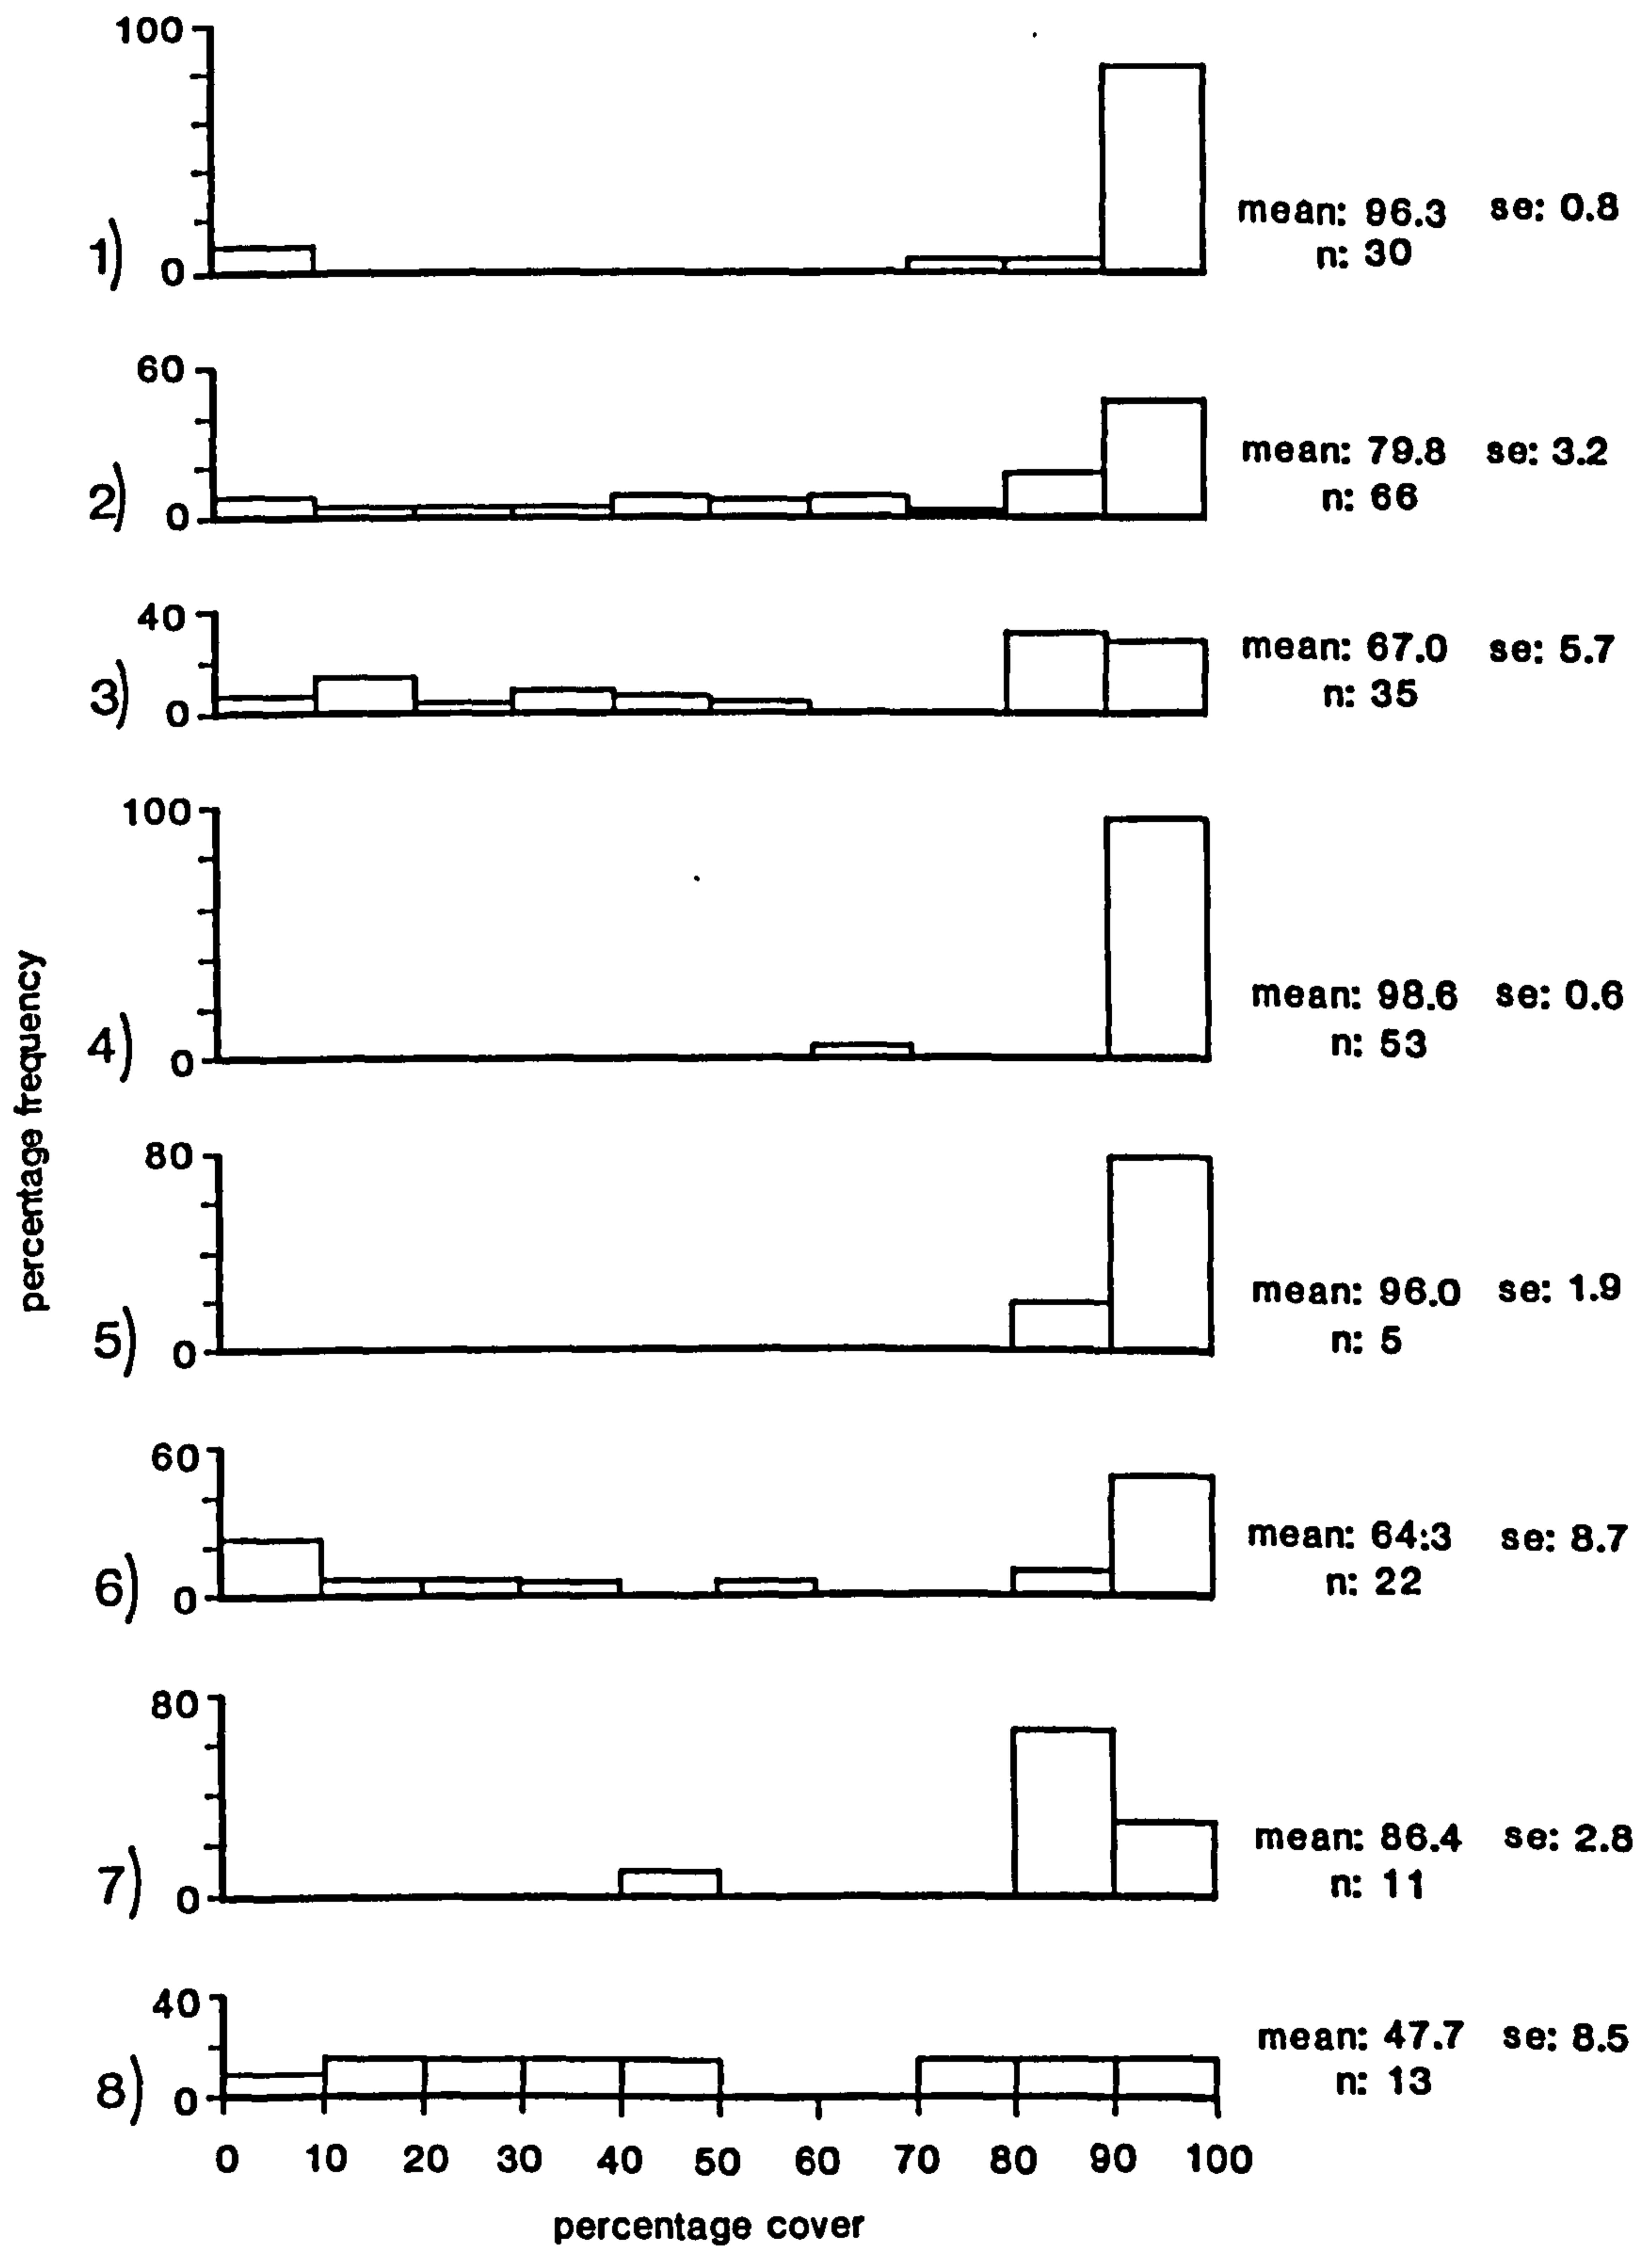 100
mean: 96.3 se: 0.8
1) 0 n: 30
60
mean: 79.8 se: 3.2
2) 0 n: 66
40
mean: 67.0 se: 5.7
3) 0 n: 35
100
mean: 98.6 se: 0.6
4) 0 n: 53
percentage frequency
80
mean: 96.0 se: 1.9
5) 0 n: 5
60
mean: 64:3 se: 8.7
6) 0 n: 22
80
mean: 86.4 se: 2.8
7) 0 n: 11
40
mean: 47.7 se: 8.5
8) 0 n: 13
0 10 20 30 40 50 60 70 80 90 100
percentage cover